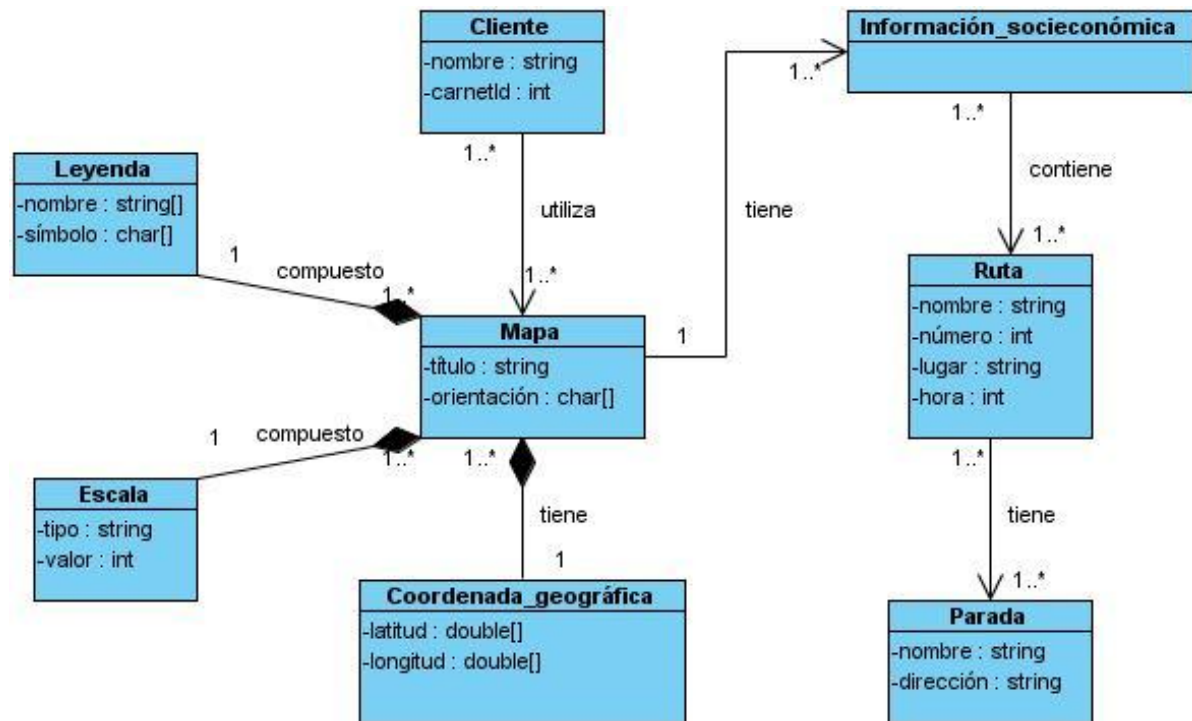 Cliente
-nombre : string
-carnetId : int
1..*
utiliza
1..*
Información_socieconómica
1..*
tiene
1
1..*
contiene
1..*
Leyenda
-nombre : string[]
-símbolo : char[]
1
compuesto
1..*
Mapa
-título : string
-orientación : char[]
Ruta
-nombre : string
-número : int
-lugar : string
-hora : int
1..*
tiene
1..*
1
compuesto
1..*
1..*
tiene
1
Escala
-tipo : string
-valor : int
Coordenada_geográfica
-latitud : double[]
-longitud : double[]
Parada
-nombre : string
-dirección : string